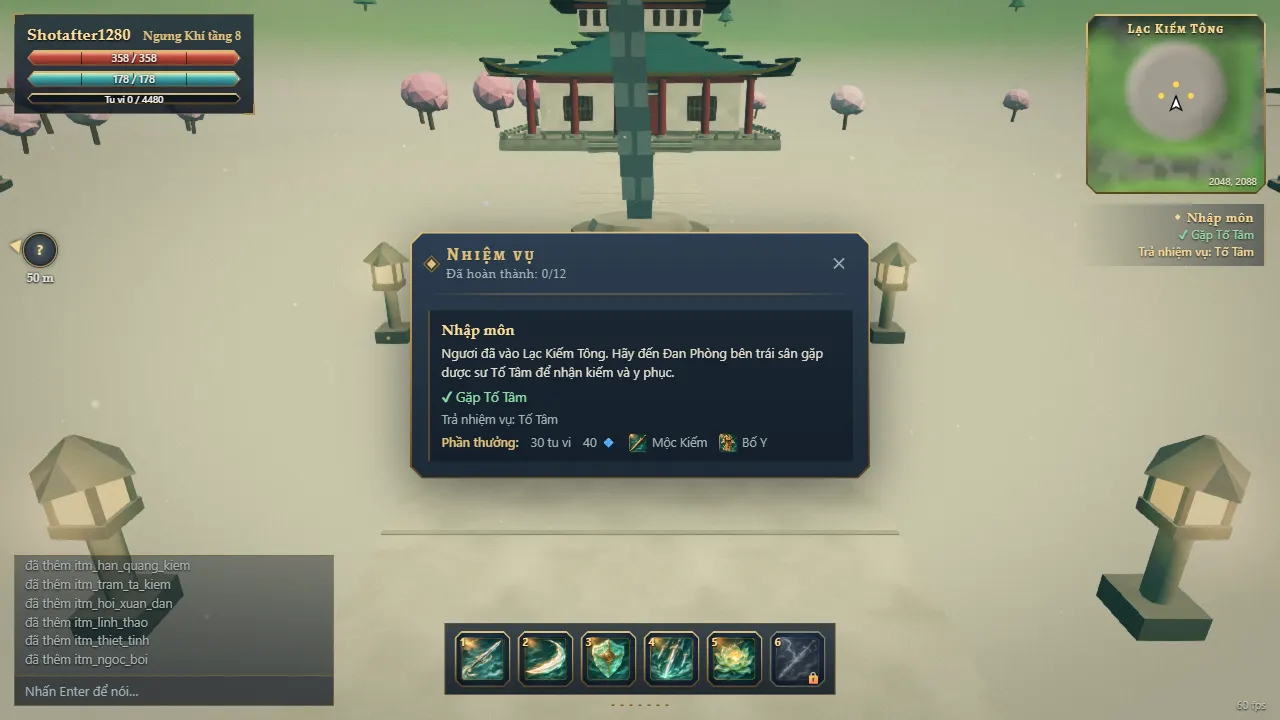 Shotafter1280 Ngưng Khí tầng 8
358 / 358
178 / 178
Tu vi 0 / 4480
Lạc Kiếm Tông
2048, 2088
Nhập môn
✓ Gặp Tố Tâm
Trả nhiệm vụ: Tố Tâm
?
50 m
Nhiệm vụ
Đã hoàn thành: 0/12
Nhập môn
Ngươi đã vào Lạc Kiếm Tông. Hãy đến Đan Phòng bên trái sân gặp
dược sư Tố Tâm để nhận kiếm và y phục.
✓ Gặp Tố Tâm
Trả nhiệm vụ: Tố Tâm
Phần thưởng: 30 tu vi 40 Mộc Kiếm Bố Y
đã thêm itm_han_quang_kiem
đã thêm itm_tram_ta_kiem
đã thêm itm_hoi_xuan_dan
đã thêm itm_linh_thao
đã thêm itm_thiet_tinh
đã thêm itm_ngoc_boi
Nhấn Enter để nói...
1 2 3 4 5 6
60 fps